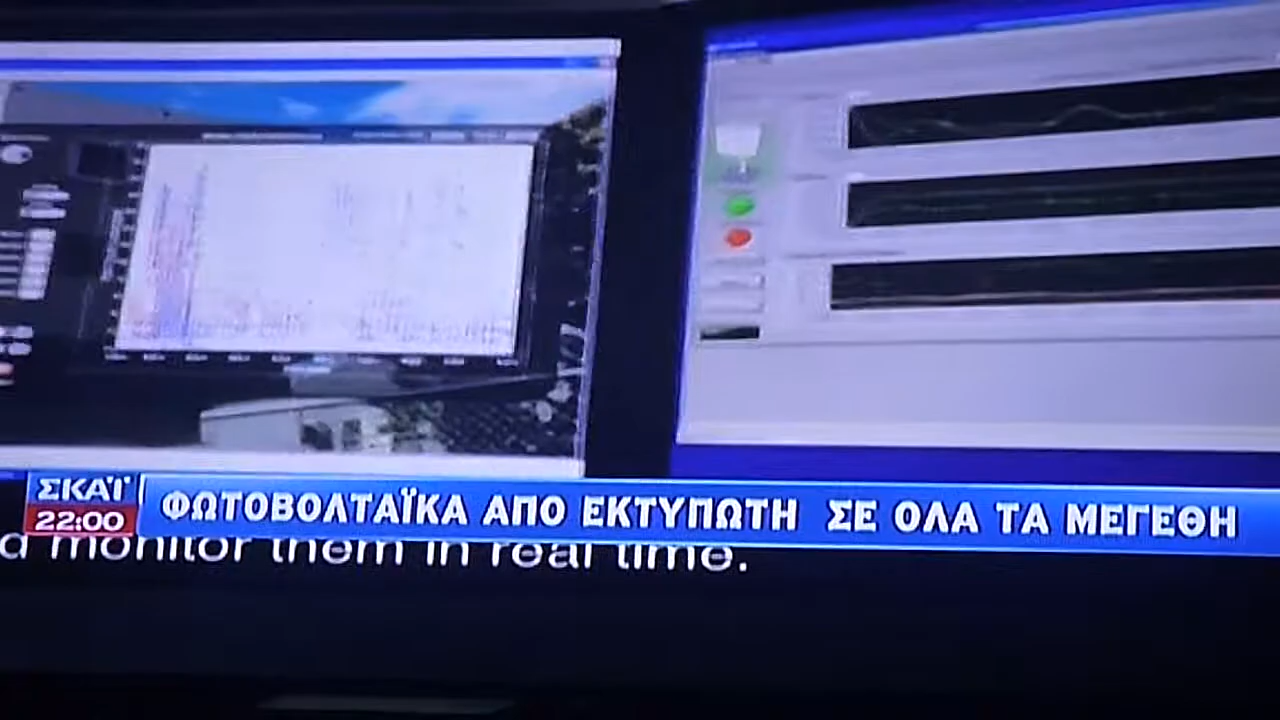 ΣΚΑΪ
22:00
ΦΩΤΟΒΟΛΤΑΪΚΑ ΑΠΟ ΕΚΤΥΠΩΤΗ ΣΕ ΟΛΑ ΤΑ ΜΕΓΕΘΗ
monitor them in real time.